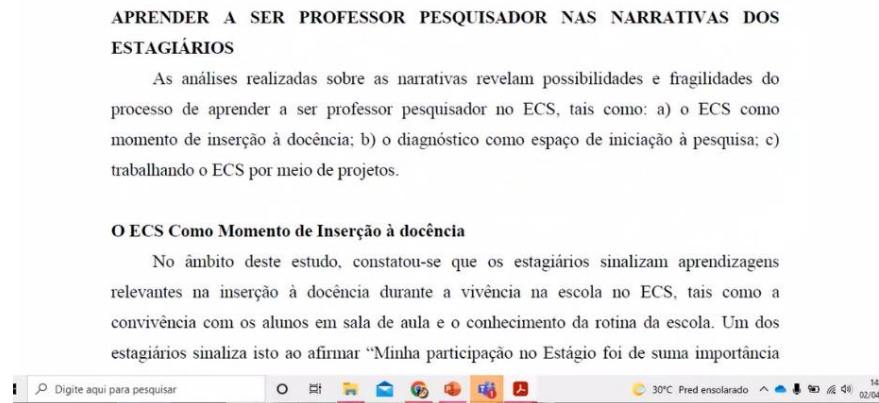 APRENDER A SER PROFESSOR PESQUISADOR NAS NARRATIVAS DOS
ESTAGIÁRIOS
As análises realizadas sobre as narrativas revelam possibilidades e fragilidades do
processo de aprender a ser professor pesquisador no ECS, tais como: a) o ECS como
momento de inserção à docência; b) o diagnóstico como espaço de iniciação à pesquisa; c)
trabalhando o ECS por meio de projetos.
O ECS Como Momento de Inserção à docência
No âmbito deste estudo, constatou-se que os estagiários sinalizam aprendizagens
relevantes na inserção à docência durante a vivência na escola no ECS, tais como a
convivência com os alunos em sala de aula e o conhecimento da rotina da escola. Um dos
estagiários sinaliza isto ao afirmar “Minha participação no Estágio foi de suma importância
Digite aqui para pesquisar 30°C Pred ensolarado 14
02/04